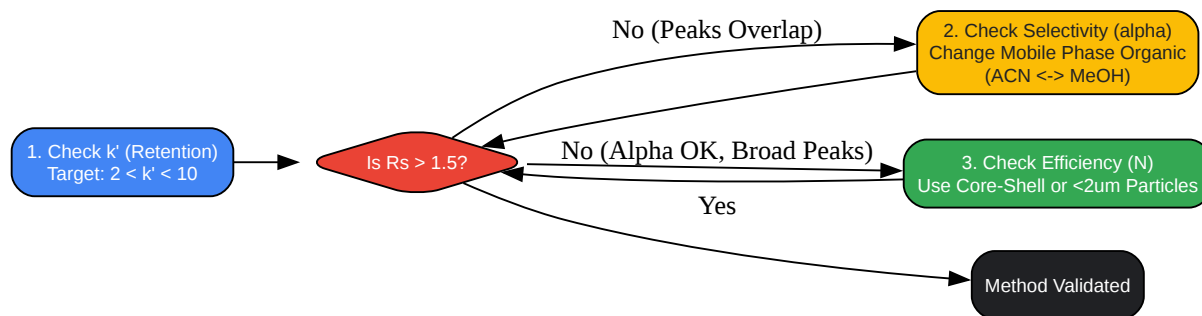 1. Check k' (Retention)
Target: 2 < k' < 10
Is Rs > 1.5?
No (Peaks Overlap)
2. Check Selectivity (alpha)
Change Mobile Phase Organic
(ACN <-> MeOH)
No (Alpha OK, Broad Peaks)
3. Check Efficiency (N)
Use Core-Shell or <2um Particles
Yes
Method Validated